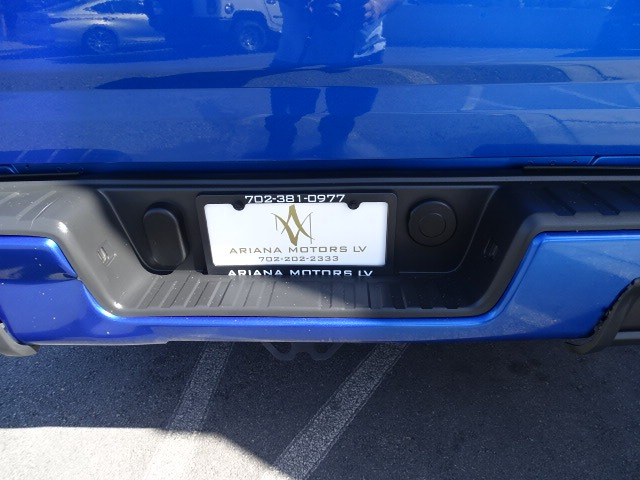 702-381-0977
ARIANA MOTORS LV
702-202-2333
ARIANA MOTORS LV